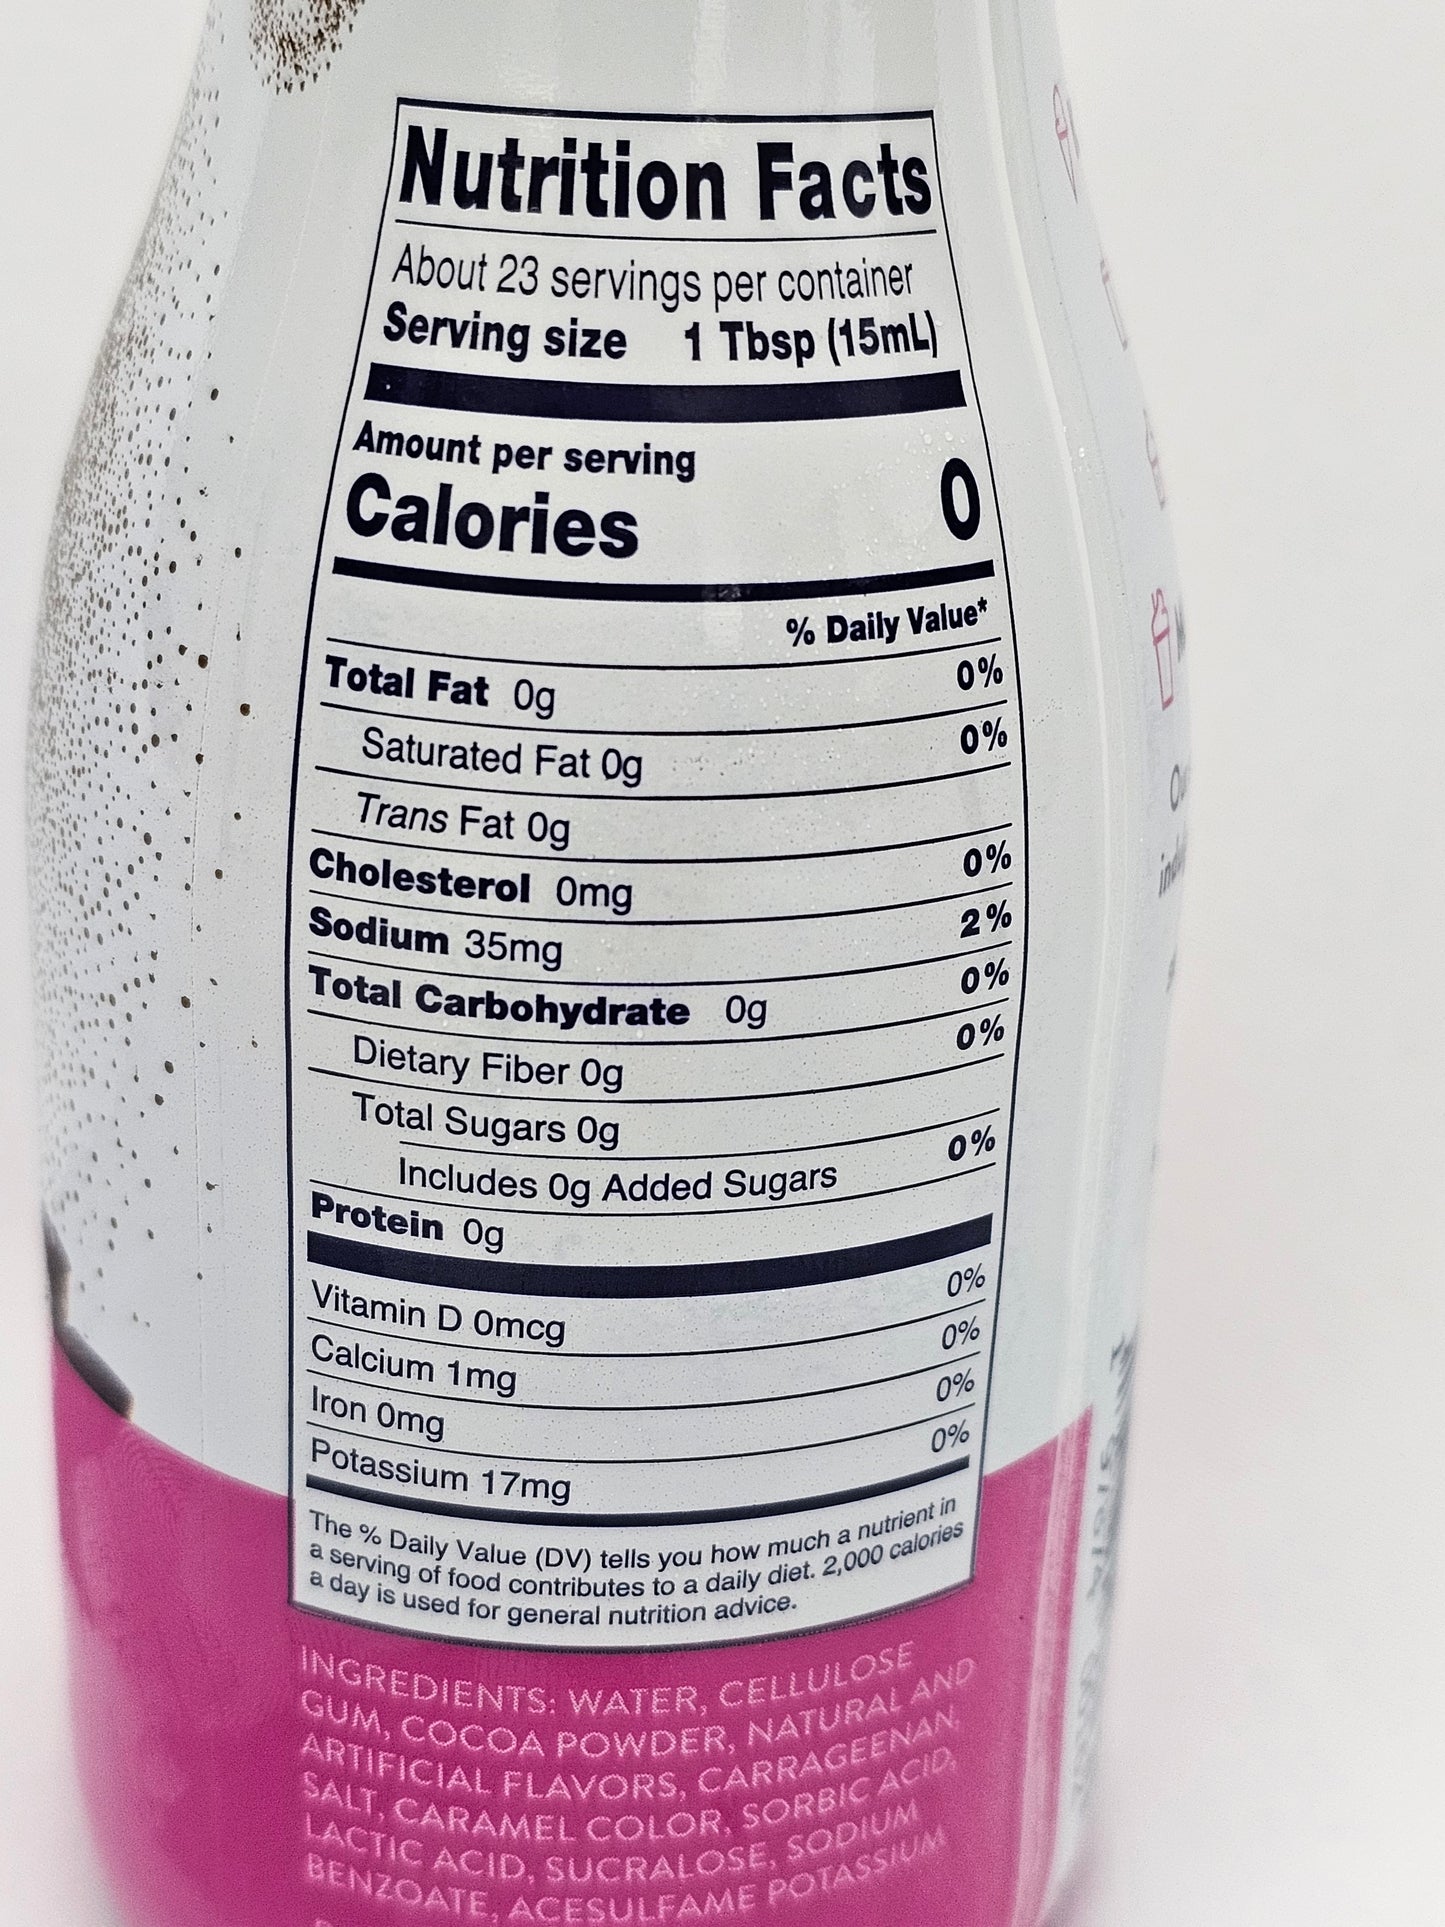 Nutrition Facts
About 23 servings per container
Serving size 1 Tbsp (15mL)
Amount per serving
Calories 0
% Daily Value*
Total Fat 0g 0%
Saturated Fat 0g 0%
Trans Fat 0g
Cholesterol 0mg 0%
Sodium 35mg 2%
Total Carbohydrate 0g 0%
Dietary Fiber 0g 0%
Total Sugars 0g
Includes 0g Added Sugars 0%
Protein 0g
Vitamin D 0mcg 0%
Calcium 1mg 0%
Iron 0mg 0%
Potassium 17mg 0%
The % Daily Value (DV) tells you how much a nutrient in
a serving of food contributes to a daily diet. 2,000 calories
a day is used for general nutrition advice.
INGREDIENTS: WATER, CELLULOSE
GUM, COCOA POWDER, NATURAL AND
ARTIFICIAL FLAVORS, CARRAGEENAN,
SALT, CARAMEL COLOR, SORBIC ACID,
LACTIC ACID, SUCRALOSE, SODIUM
BENZOATE, ACESULFAME POTASSIUM